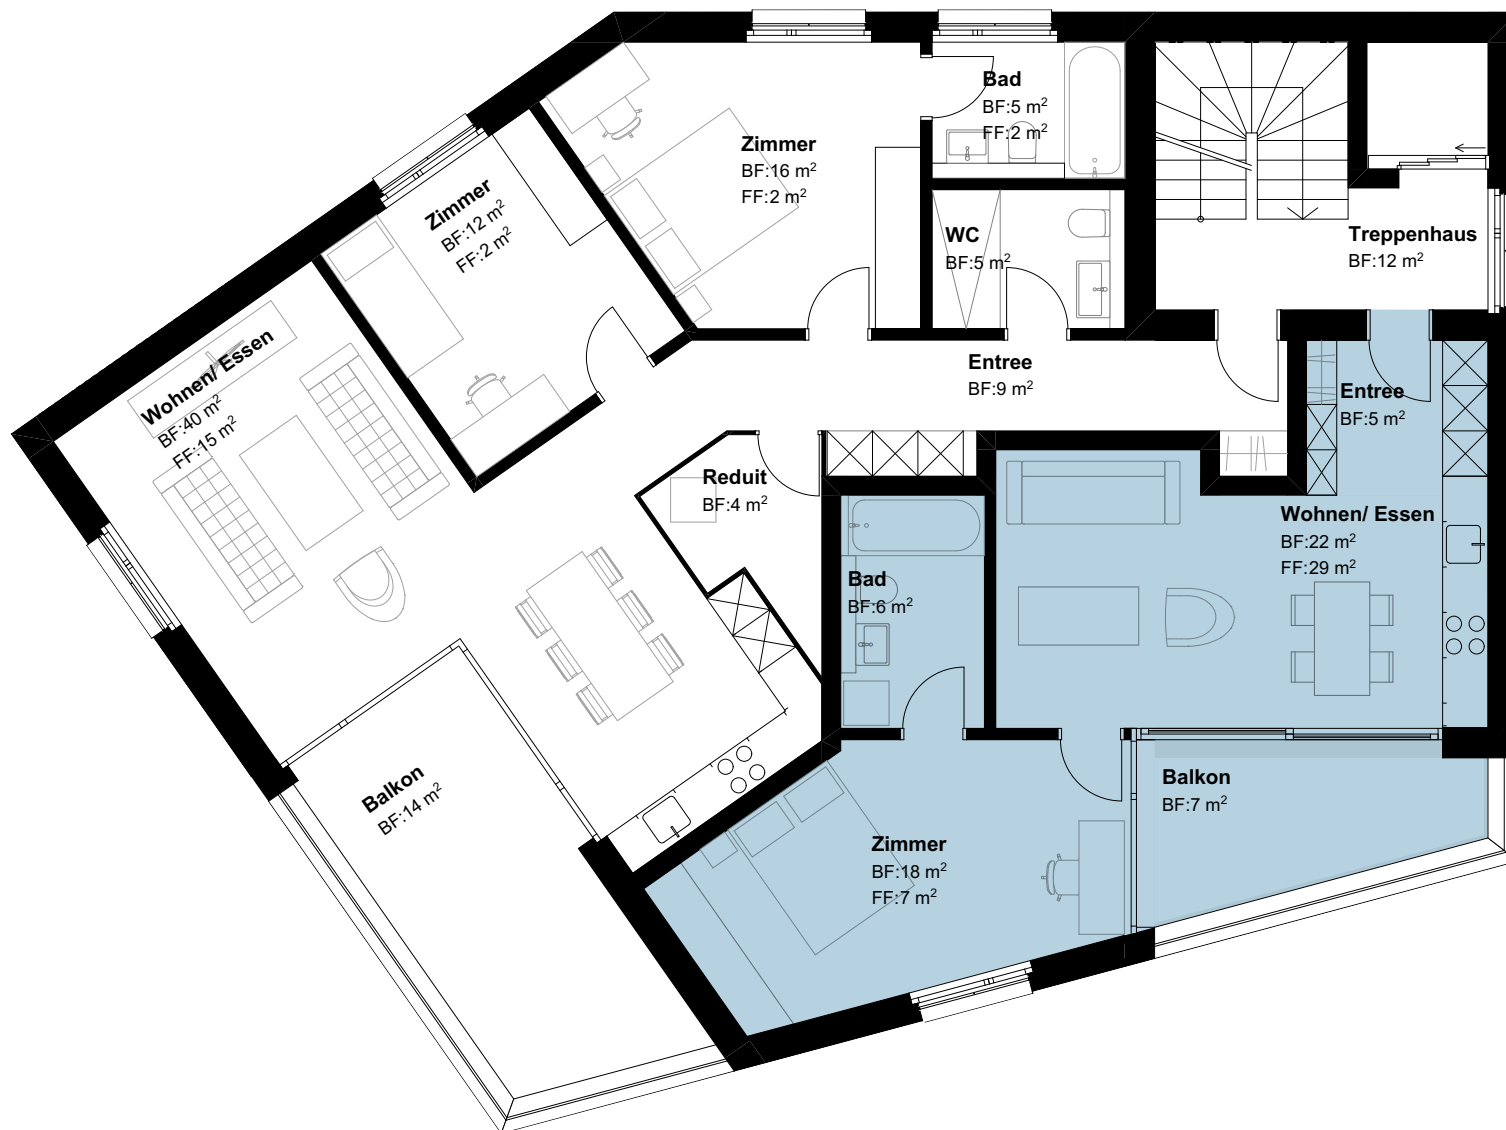 Bad
BF:5 m²
FF:2 m²
Zimmer
BF:16 m²
FF:2 m²
Zimmer
BF:12 m²
FF:2 m²
WC
BF:5 m²
Treppenhaus
BF:12 m²
Wohnen/ Essen
BF:40 m²
FF:15 m²
Entree
BF:9 m²
Entree
BF:5 m²
Reduit
BF:4 m²
Wohnen/ Essen
BF:22 m²
FF:29 m²
Bad
BF:6 m²
Balkon
BF:14 m²
Balkon
BF:7 m²
Zimmer
BF:18 m²
FF:7 m²